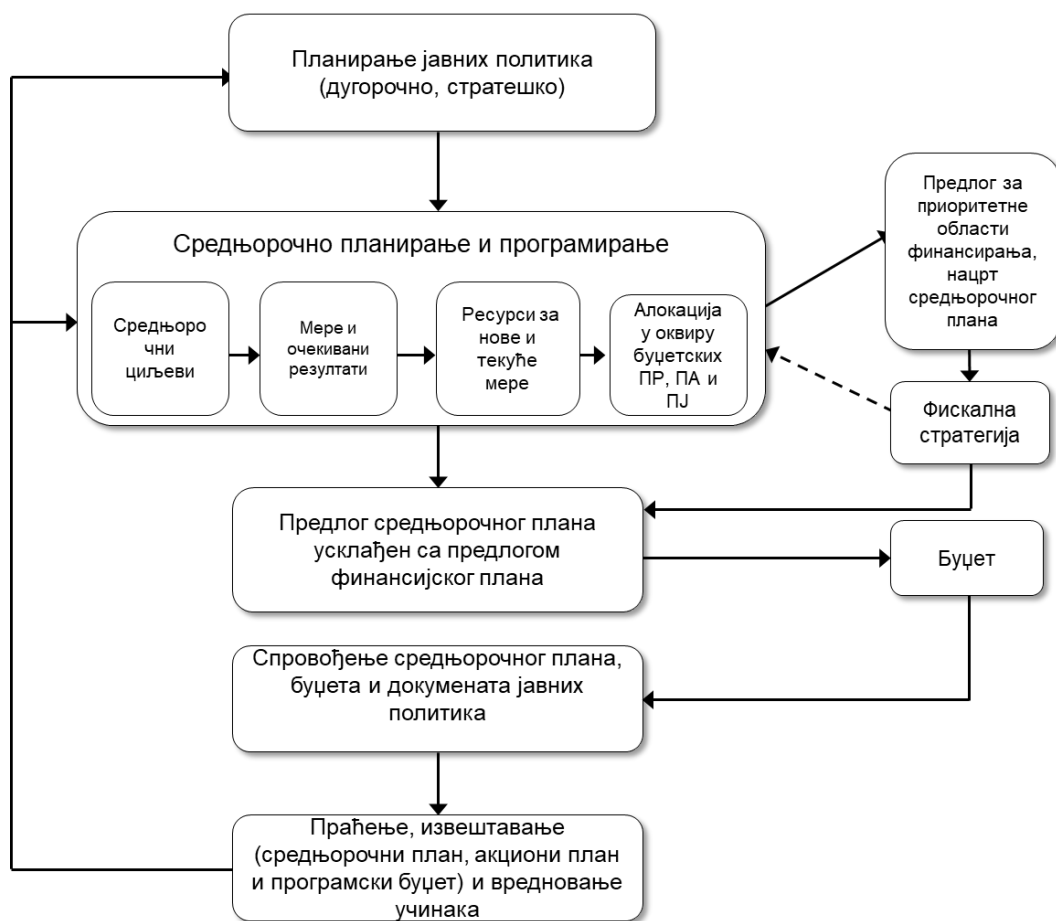 Планирање јавних политика
(дугорочно, стратешко)
Средњорочно планирање и програмирање
Средњоро
чни
циљеви
Мере и
очекивани
резултати
Ресурси за
нове и
текуће
мере
Алокација
у оквиру
буџетских
ПР, ПА и
ПЈ
Предлог за
приоритетне
области
финансирања,
нацрт
средњорочног
плана
Фискална
стратегија
Предлог средњорочног плана
усклађен са предлогом
финансијског плана
Буџет
Спровођење средњорочног плана,
буџета и докумената јавних
политика
Праћење, извештавање
(средњорочни план, акциони план
и програмски буџет) и вредновање
учинака